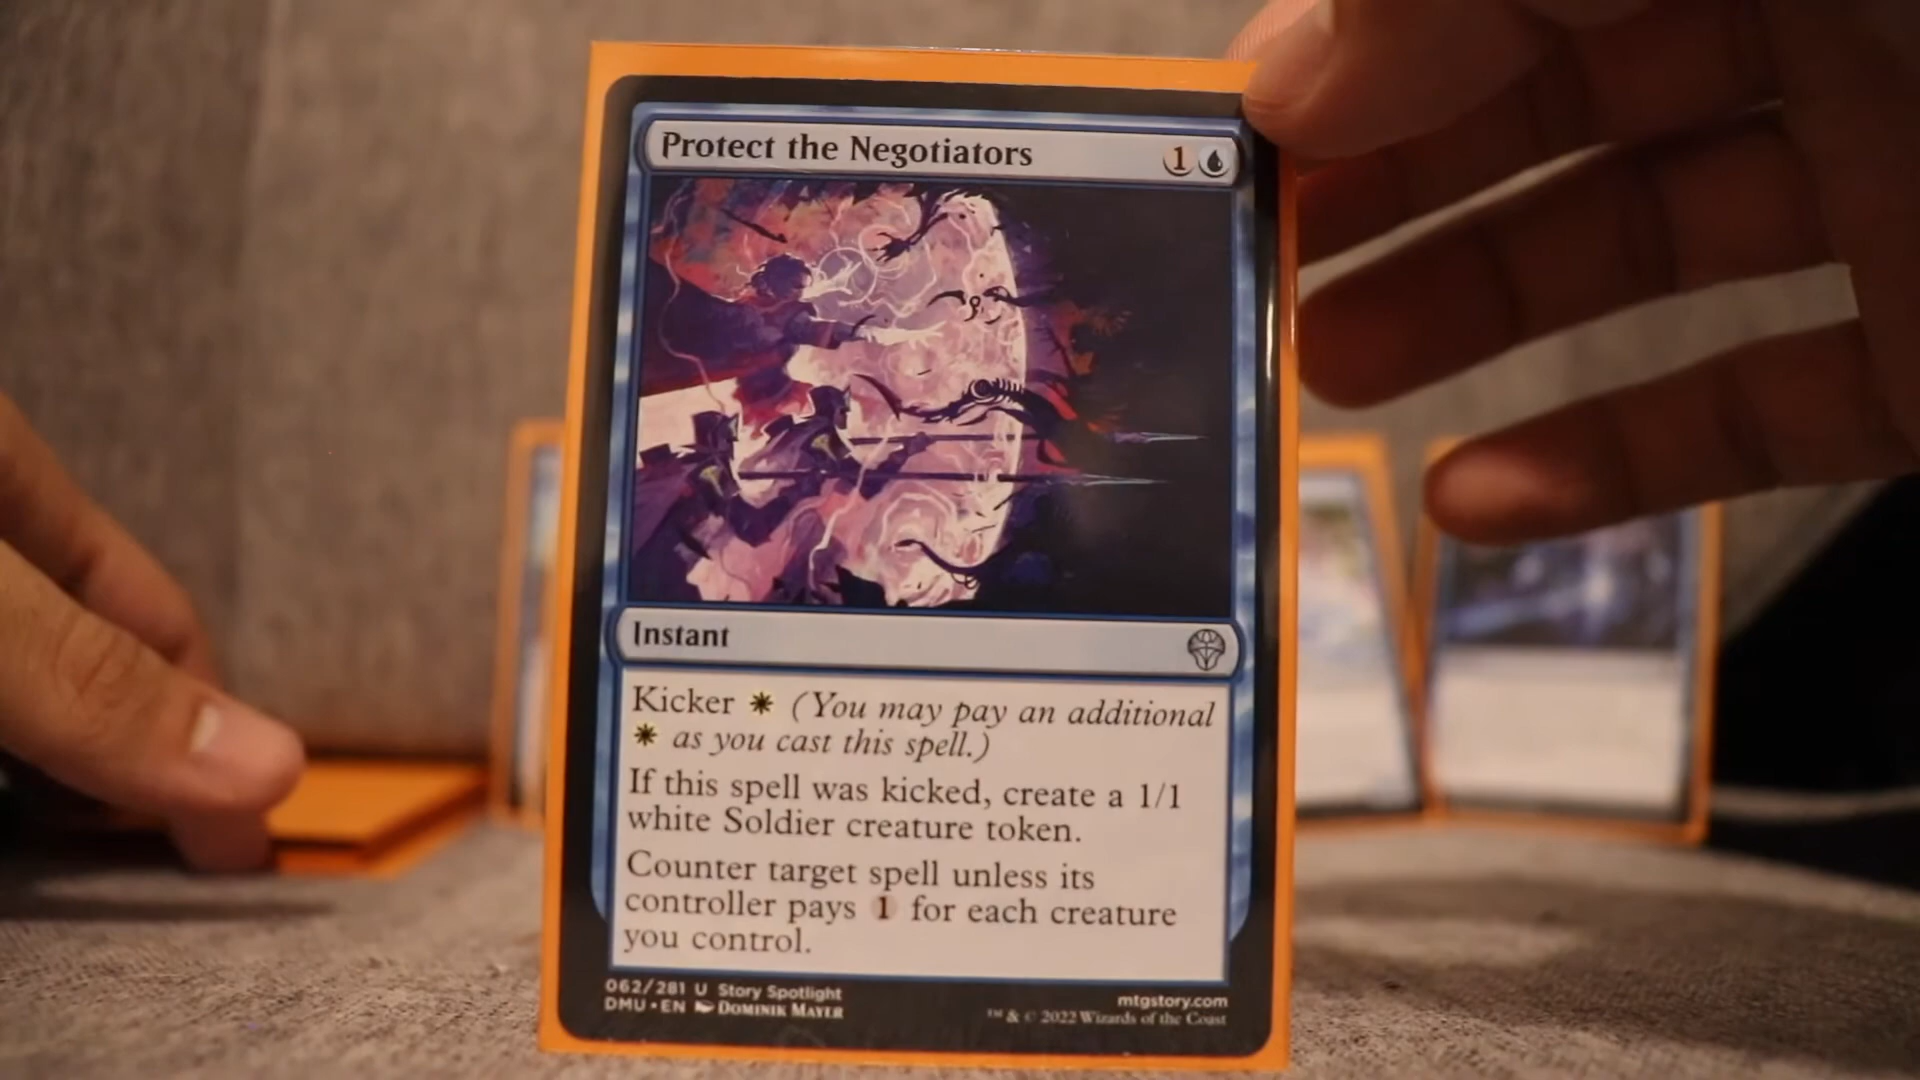 Protect the Negotiators 1
Instant
Kicker (You may pay an additional
as you cast this spell.)
If this spell was kicked, create a 1/1
white Soldier creature token.
Counter target spell unless its
controller pays 1 for each creature
you control.
062/281 U Story Spotlight
DMU • EN Dominik Mayer
mtgstory.com
™ & © 2022 Wizards of the Coast